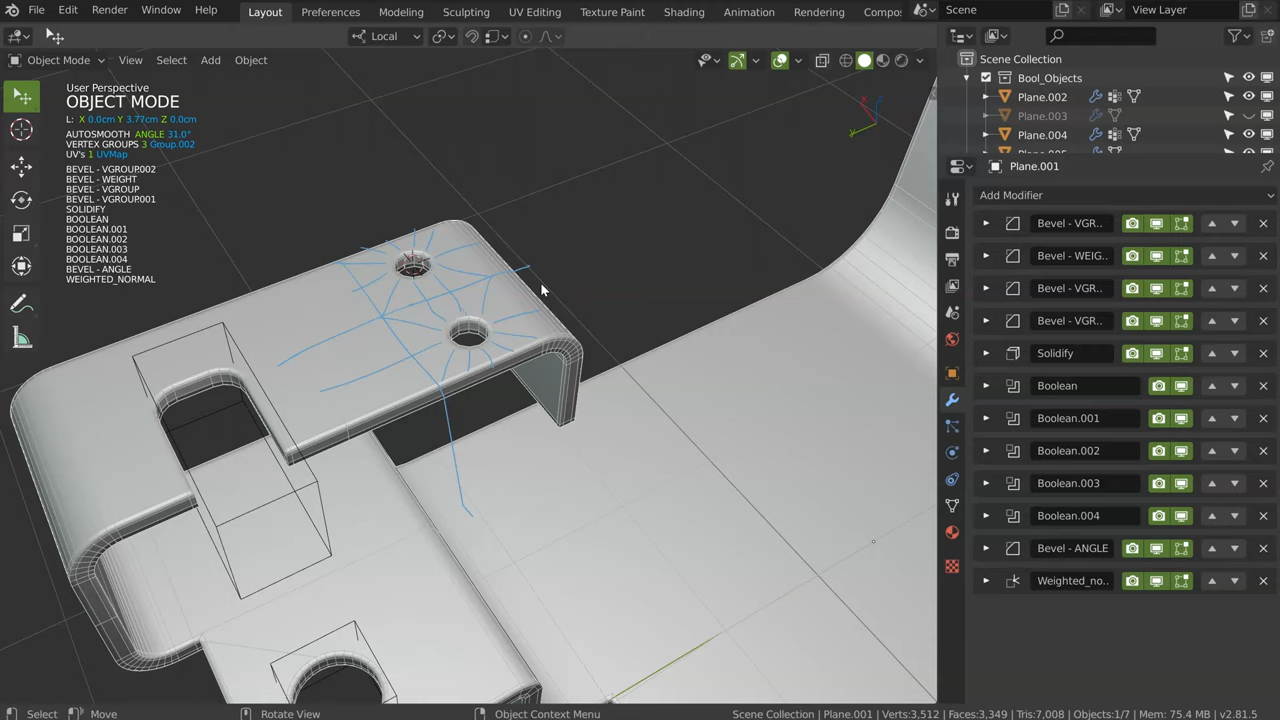 File Edit Render Window Help Layout Preferences Modeling Sculpting UV Editing Texture Paint Shading Animation Rendering Compos Scene View Layer
Local
Object Mode View Select Add Object
Scene Collection
Bool_Objects
Plane.002
Plane.003
Plane.004
User Perspective
OBJECT MODE
L: X 0.0cm Y 3.77cm Z 0.0cm
AUTOSMOOTH ANGLE 31.0°
VERTEX GROUPS 3 Group.002
UV's 1 UVMap
BEVEL - VGROUP.002
BEVEL - WEIGHT
BEVEL - VGROUP
BEVEL - VGROUP.001
SOLIDIFY
BOOLEAN
BOOLEAN.001
BOOLEAN.002
BOOLEAN.003
BOOLEAN.004
BEVEL - ANGLE
WEIGHTED_NORMAL
X
Y
Z
Plane.001
Add Modifier
Bevel - VGR..
Bevel - WEIG..
Bevel - VGR..
Bevel - VGR..
Solidify
Boolean
Boolean.001
Boolean.002
Boolean.003
Boolean.004
Bevel - ANGLE
Weighted_no..
Select Move Rotate View Object Context Menu Scene Collection | Plane.001 | Verts:3,512 | Faces:3,349 | Tris:7,008 | Objects:1/7 | Mem: 75.4 MB | v2.81.5